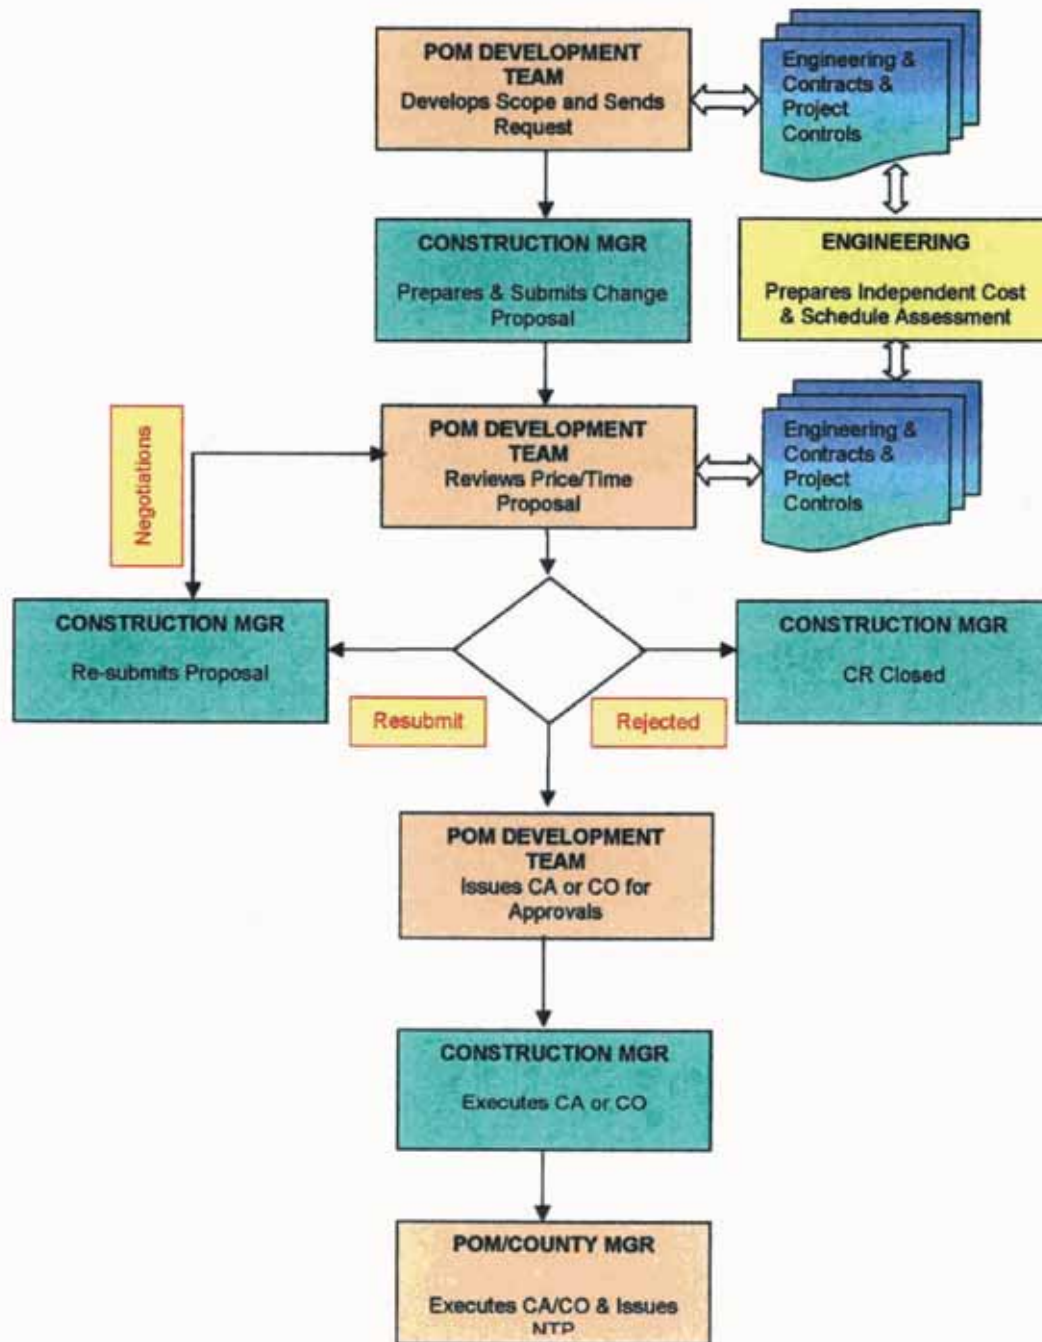 POM DEVELOPMENT
TEAM
Develops Scope and Sends
Request
Engineering &
Contracts &
Project
Controls
CONSTRUCTION MGR
Prepares & Submits Change
Proposal
ENGINEERING
Prepares Independent Cost
& Schedule Assessment
Negotiations
POM DEVELOPMENT
TEAM
Reviews Price/Time
Proposal
Engineering &
Contracts &
Project
Controls
CONSTRUCTION MGR
Re-submits Proposal
CONSTRUCTION MGR
CR Closed
Resubmit
Rejected
POM DEVELOPMENT
TEAM
Issues CA or CO for
Approvals
CONSTRUCTION MGR
Executes CA or CO
POM/COUNTY MGR
Executes CA/CO & Issues
NTP